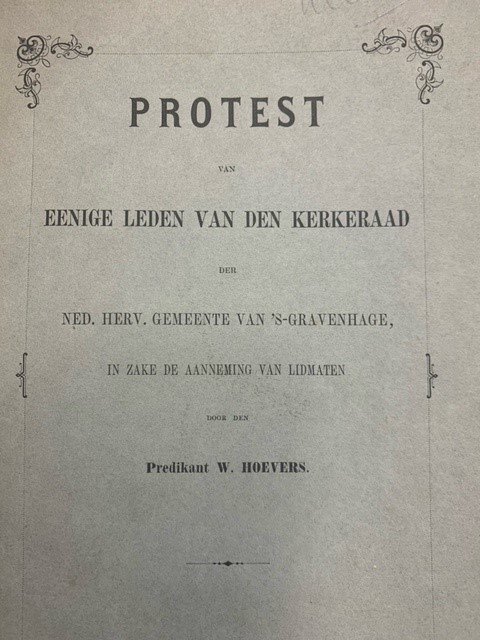 PROTEST
VAN
EENIGE LEDEN VAN DEN KERKERAAD
DER
NED. HERV. GEMEENTE VAN 'S-GRAVENHAGE,
IN ZAKE DE AANNEMING VAN LIDMATEN
DOOR DEN
Predikant W. HOEVERS.